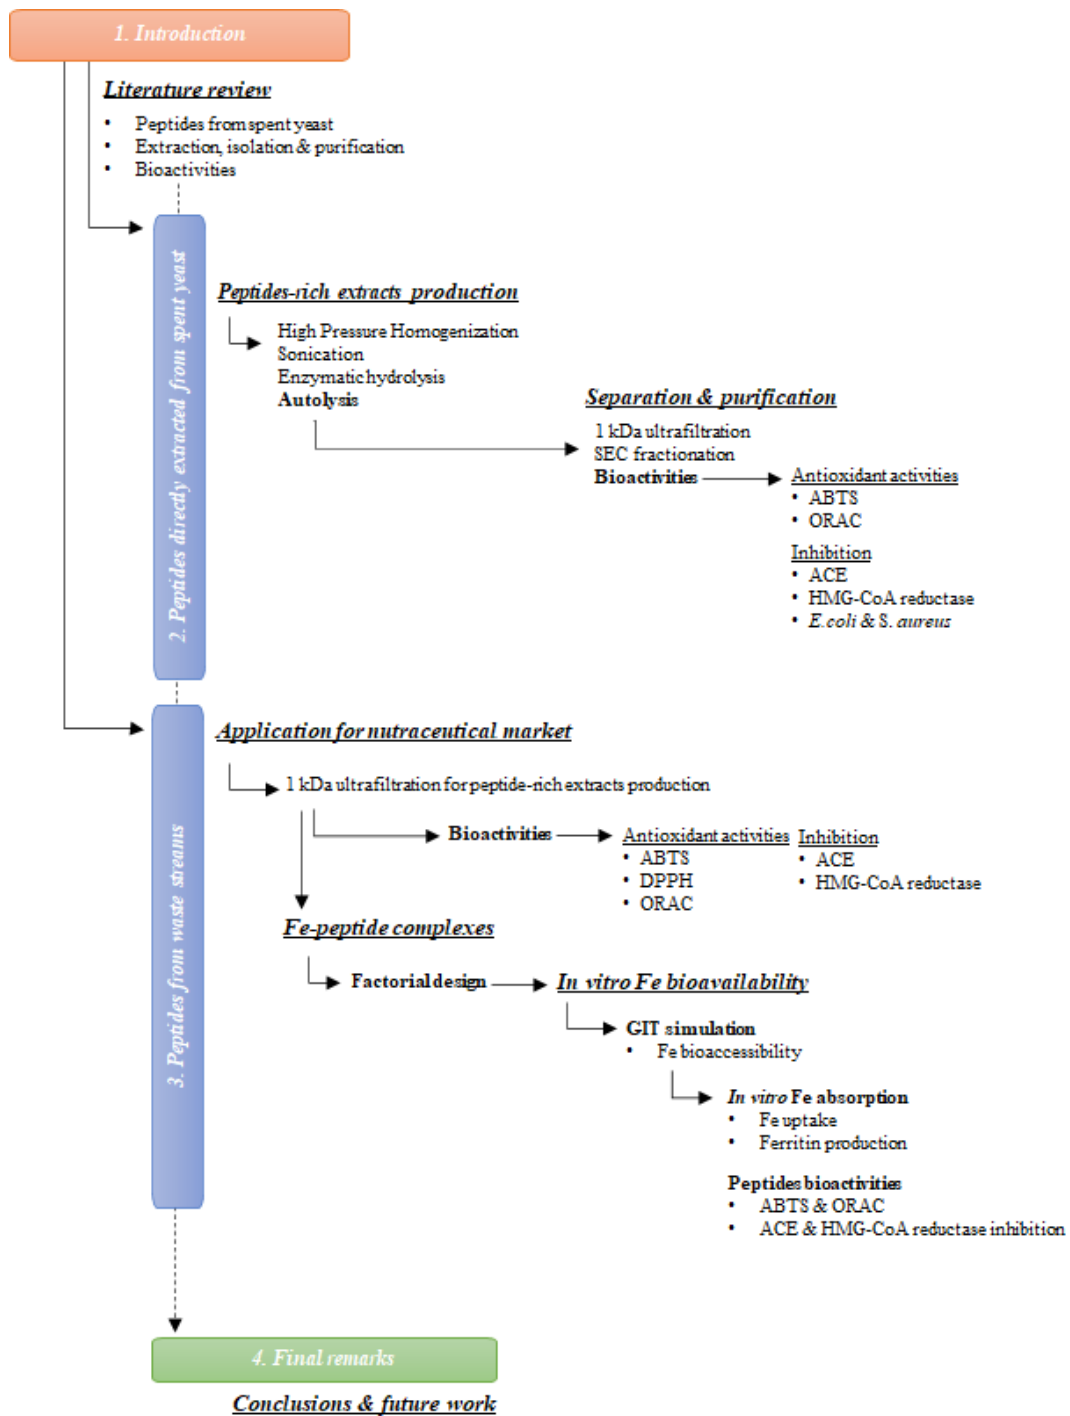 1. Introduction
Literature review
• Peptides from spent yeast
• Extraction, isolation & purification
• Bioactivities
2. Peptides directly extracted from spent yeast
Peptides-rich extracts production
High Pressure Homogenization
Sonication
Enzymatic hydrolysis
Autolysis
Separation & purification
1 kDa ultrafiltration
SEC fractionation
Bioactivities
Antioxidant activities
• ABTS
• ORAC
Inhibition
• ACE
• HMG-CoA reductase
• E.coli & S. aureus
3. Peptides from waste streams
Application for nutraceutical market
1 kDa ultrafiltration for peptide-rich extracts production
Bioactivities
Antioxidant activities
• ABTS
• DPPH
• ORAC
Inhibition
• ACE
• HMG-CoA reductase
Fe-peptide complexes
Factorial design
In vitro Fe bioavailability
GIT simulation
• Fe bioaccessibility
In vitro Fe absorption
• Fe uptake
• Ferritin production
Peptides bioactivities
• ABTS & ORAC
• ACE & HMG-CoA reductase inhibition
4. Final remarks
Conclusions & future work